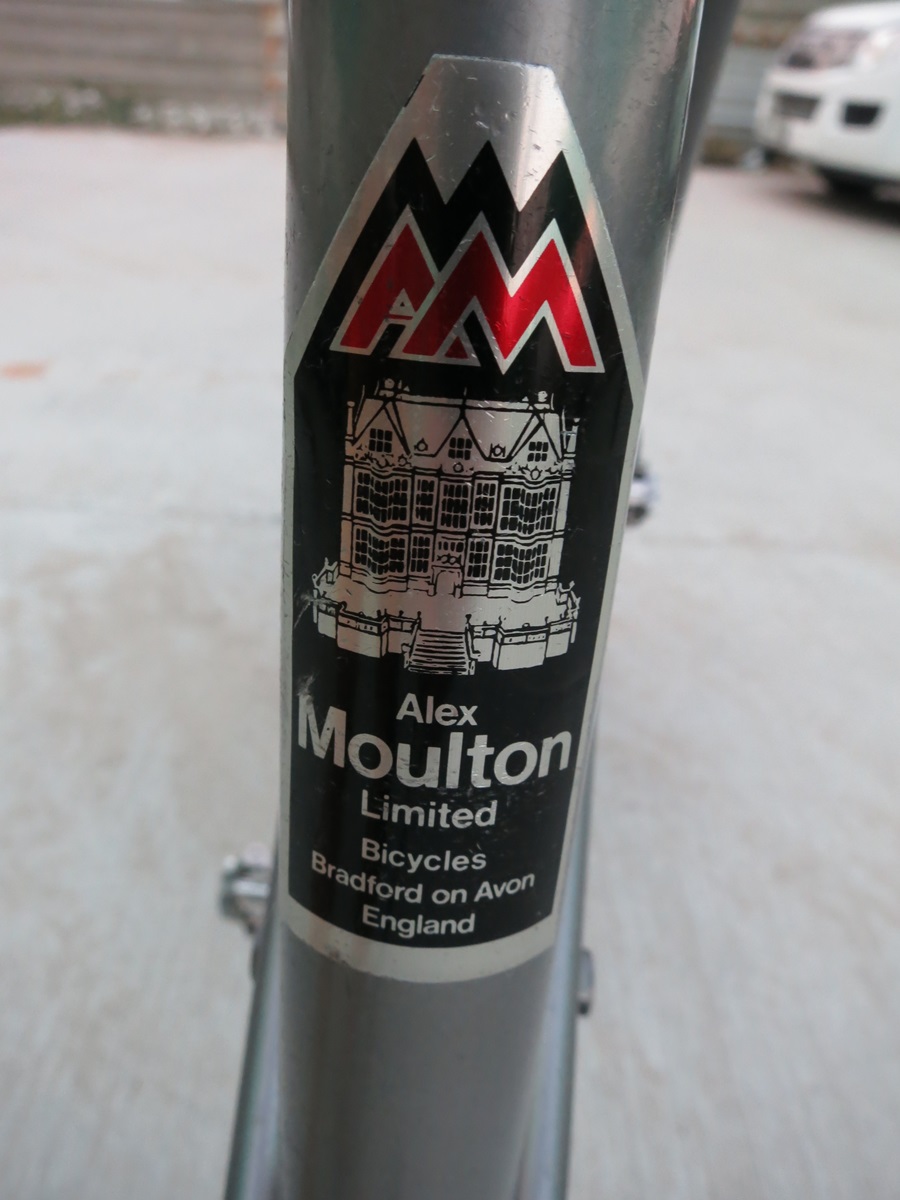 AM
Alex
Moulton
Limited
Bicycles
Bradford on Avon
England